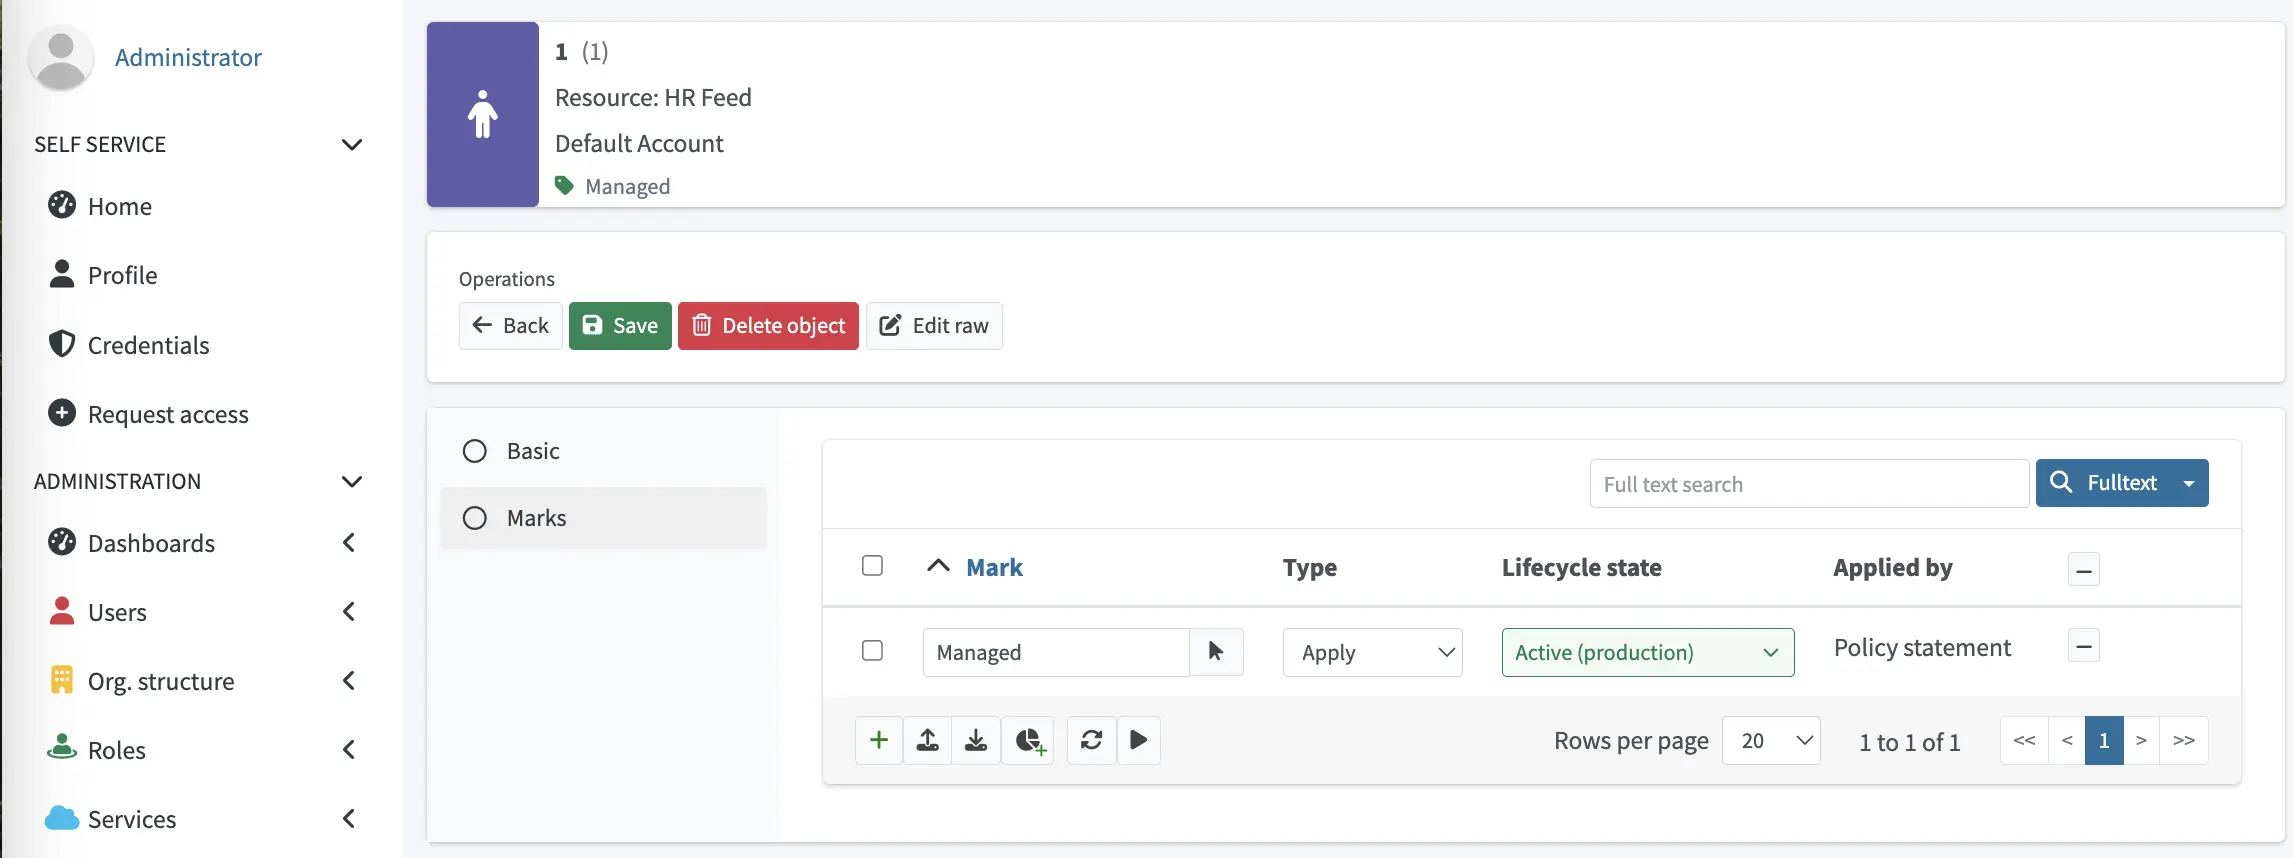 Administrator
SELF SERVICE
Home
Profile
Credentials
Request access
ADMINISTRATION
Dashboards
Users
Org. structure
Roles
Services
1 (1)
Resource: HR Feed
Default Account
Managed
Operations
Back Save Delete object Edit raw
Basic
Marks
Full text search Fulltext
Mark Type Lifecycle state Applied by
Managed Apply Active (production) Policy statement
Rows per page 20 1 to 1 of 1 << < 1 > >>